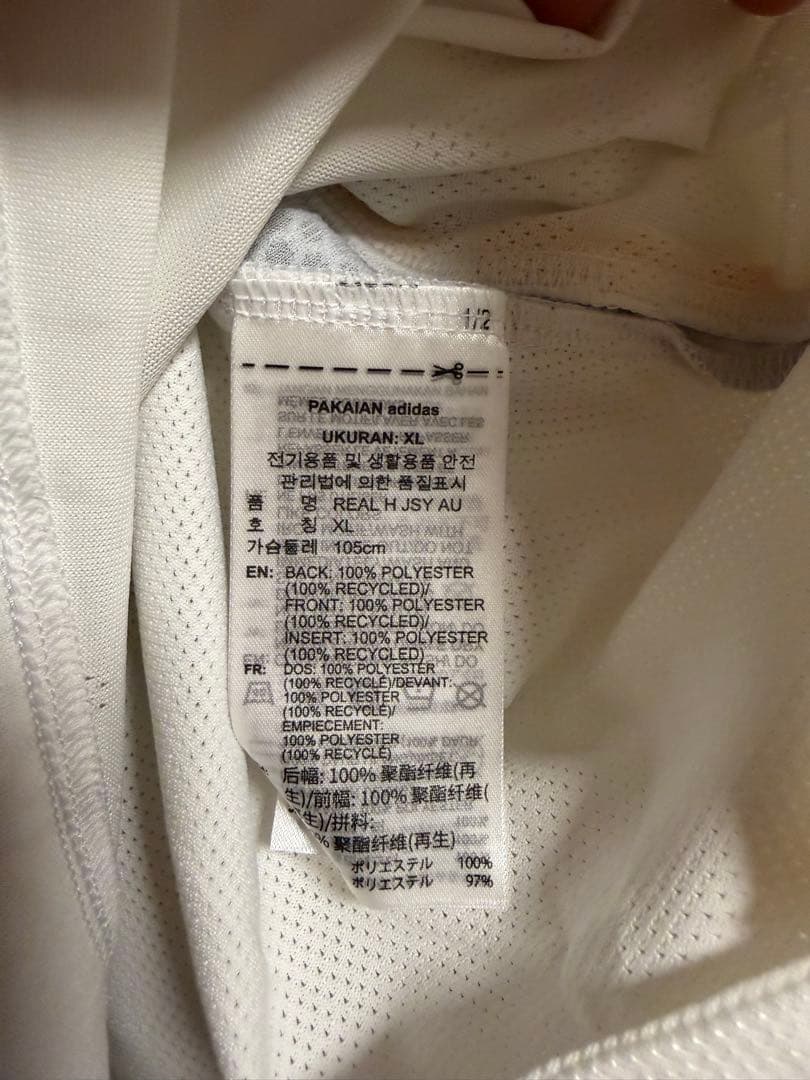 1/2
PAKAIAN adidas
UKURAN: XL
전기용품 및 생활용품 안전
관리법에 의한 품질표시
품 명 REAL H JSY AU
호 칭 XL
가슴둘레 105cm
EN: BACK: 100% POLYESTER
(100% RECYCLED)/
FRONT: 100% POLYESTER
(100% RECYCLED)/
INSERT: 100% POLYESTER
(100% RECYCLED)
FR: DOS: 100% POLYESTER
(100% RECYCLÉ)/DEVANT:
100% POLYESTER
(100% RECYCLÉ)/
EMPIECEMENT:
100% POLYESTER
(100% RECYCLÉ)
后幅: 100% 聚酯纤维(再
生)/前幅: 100% 聚酯纤维(
生)/拼料:
% 聚酯纤维(再生)
ポリエステル 100%
ポリエステル 97%